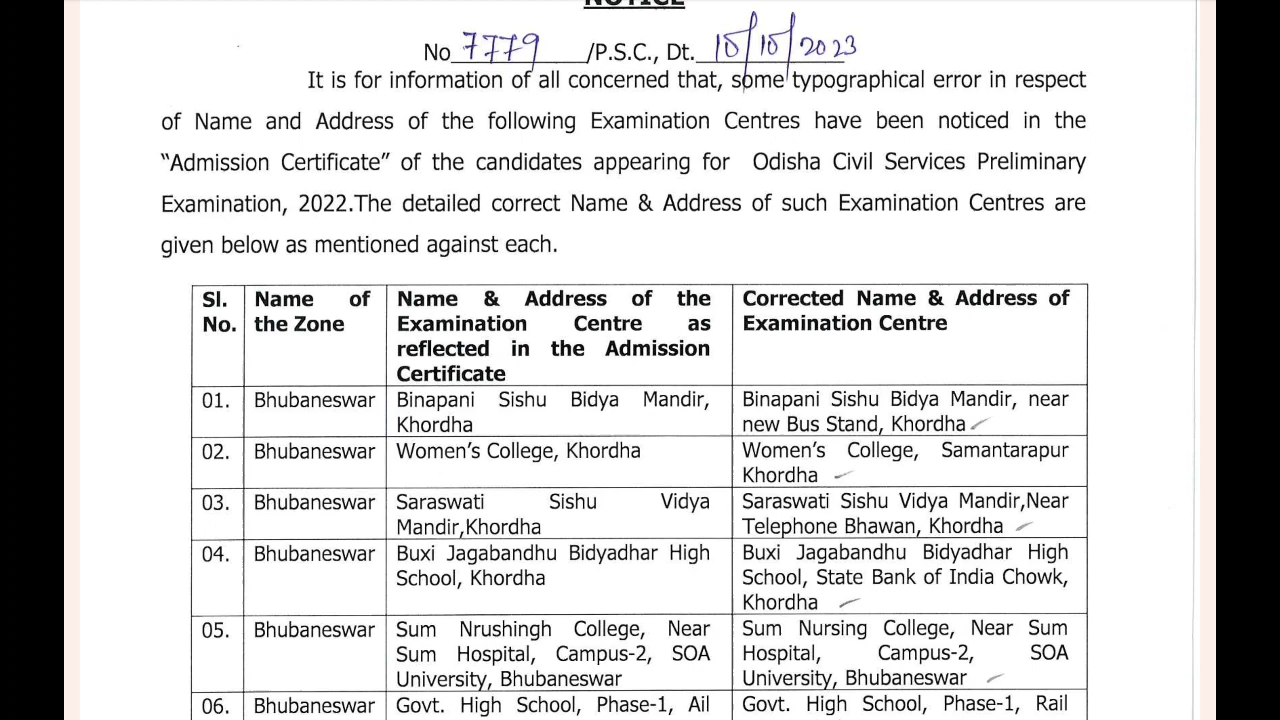 NOTICE
No 7779 /P.S.C., Dt. 10/10/2023
It is for information of all concerned that, some typographical error in respect
of Name and Address of the following Examination Centres have been noticed in the
“Admission Certificate” of the candidates appearing for Odisha Civil Services Preliminary
Examination, 2022.The detailed correct Name & Address of such Examination Centres are
given below as mentioned against each.
Sl. No.
Name of the Zone
Name & Address of the
Examination Centre as
reflected in the Admission
Certificate
Corrected Name & Address of
Examination Centre
01.
Bhubaneswar
Binapani Sishu Bidya Mandir,
Khordha
Binapani Sishu Bidya Mandir, near
new Bus Stand, Khordha
02.
Bhubaneswar
Women’s College, Khordha
Women’s College, Samantarapur
Khordha
03.
Bhubaneswar
Saraswati Sishu Vidya
Mandir,Khordha
Saraswati Sishu Vidya Mandir,Near
Telephone Bhawan, Khordha
04.
Bhubaneswar
Buxi Jagabandhu Bidyadhar High
School, Khordha
Buxi Jagabandhu Bidyadhar High
School, State Bank of India Chowk,
Khordha
05.
Bhubaneswar
Sum Nrushingh College, Near
Sum Hospital, Campus-2, SOA
University, Bhubaneswar
Sum Nursing College, Near Sum
Hospital, Campus-2, SOA
University, Bhubaneswar
06.
Bhubaneswar
Govt. High School, Phase-1, Ail
Govt. High School, Phase-1, Rail